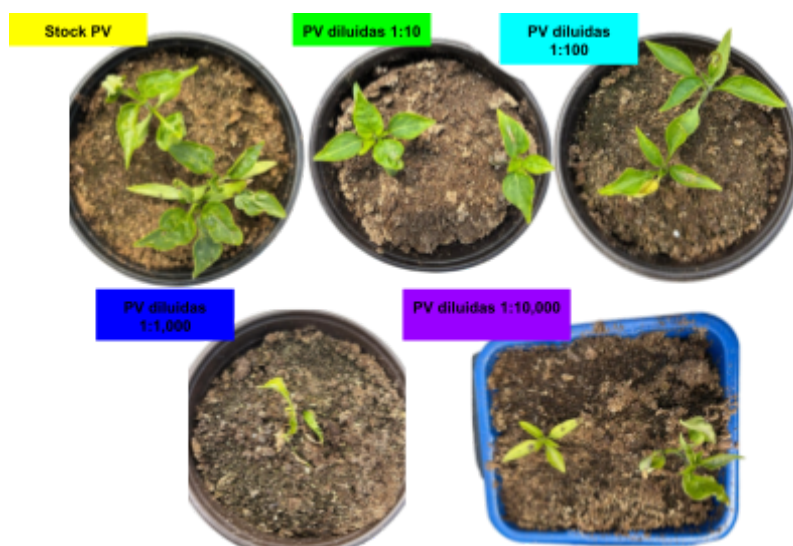 Stock PV
PV diluidas 1:10
PV diluidas
1:100
PV diluidas
1:1,000
PV diluidas 1:10,000